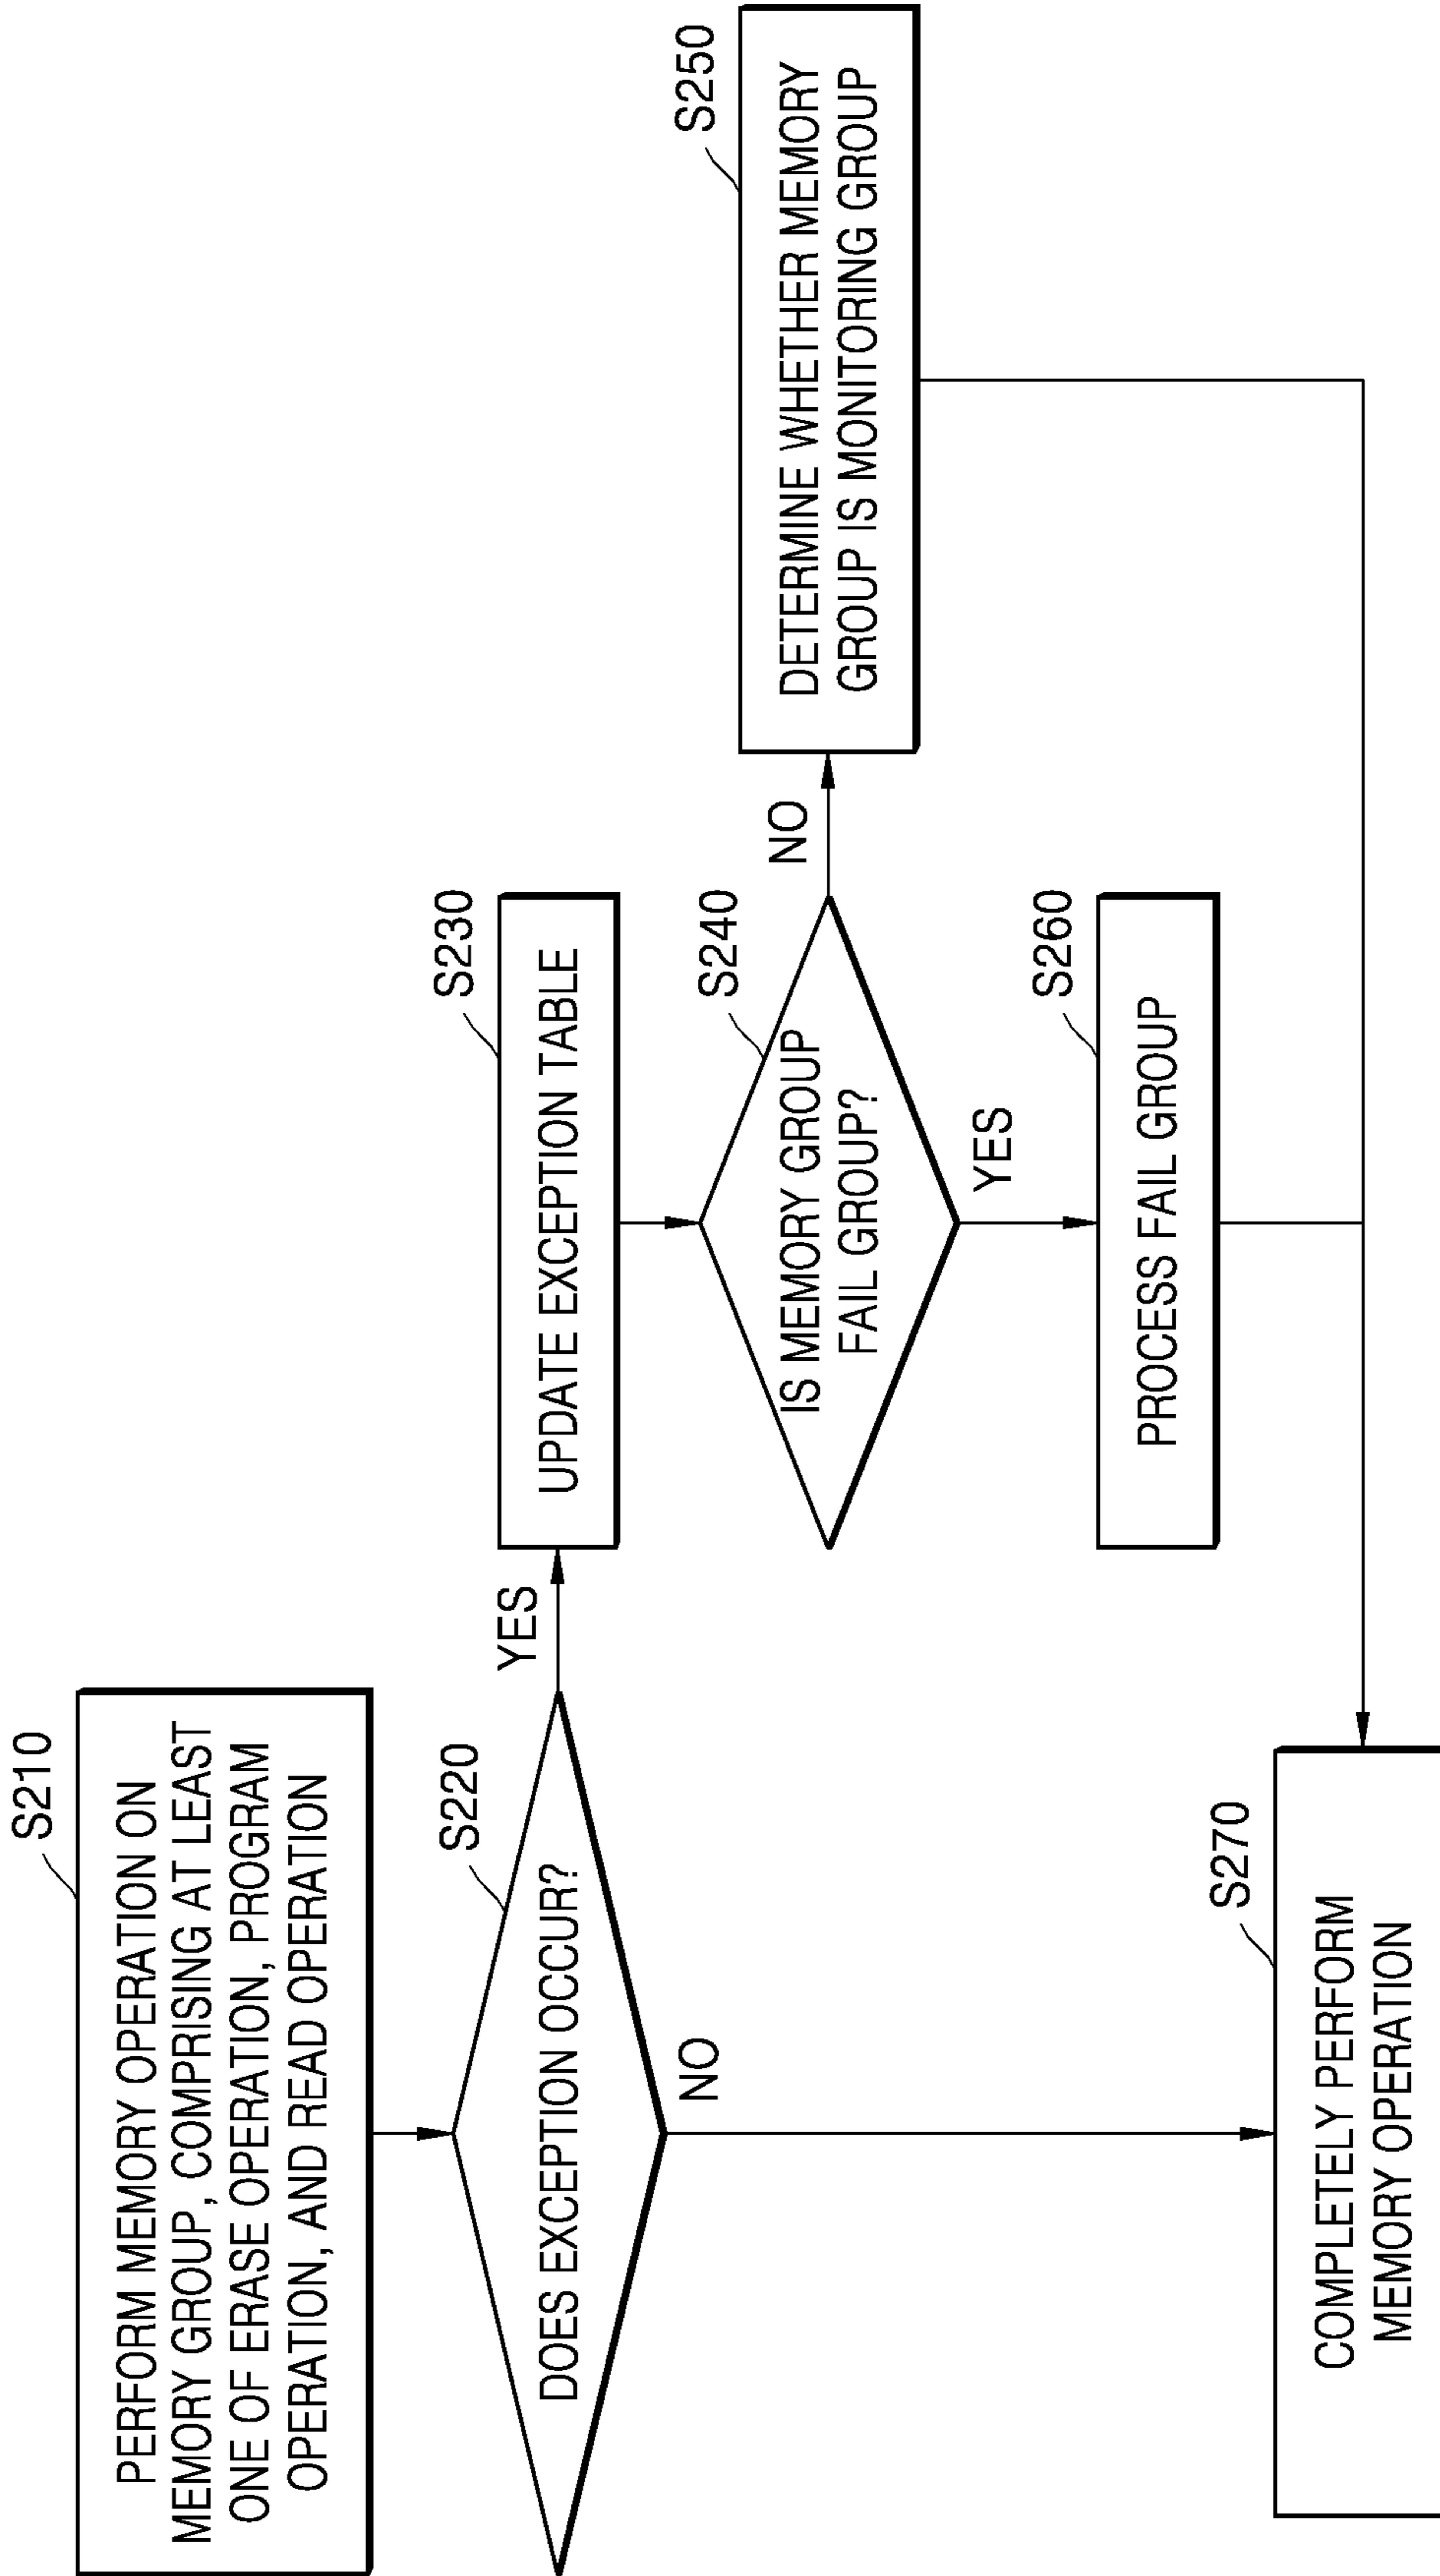 S210
PERFORM MEMORY OPERATION ON
MEMORY GROUP, COMPRISING AT LEAST
ONE OF ERASE OPERATION, PROGRAM
OPERATION, AND READ OPERATION
S220
DOES EXCEPTION OCCUR?
YES
NO
S230
UPDATE EXCEPTION TABLE
S240
IS MEMORY GROUP
FAIL GROUP?
NO
YES
S250
DETERMINE WHETHER MEMORY
GROUP IS MONITORING GROUP
S260
PROCESS FAIL GROUP
S270
COMPLETELY PERFORM
MEMORY OPERATION